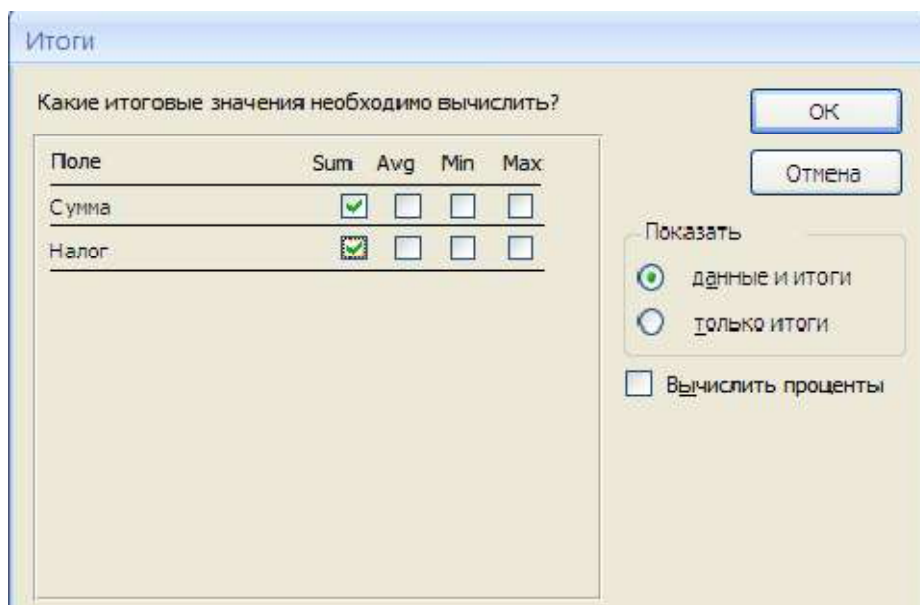 Итоги
Какие итоговые значения необходимо вычислить?
OK
Отмена
Поле Sum Avg Min Max
Сумма
Налог
Показать
данные и итоги
только итоги
Вычислить проценты